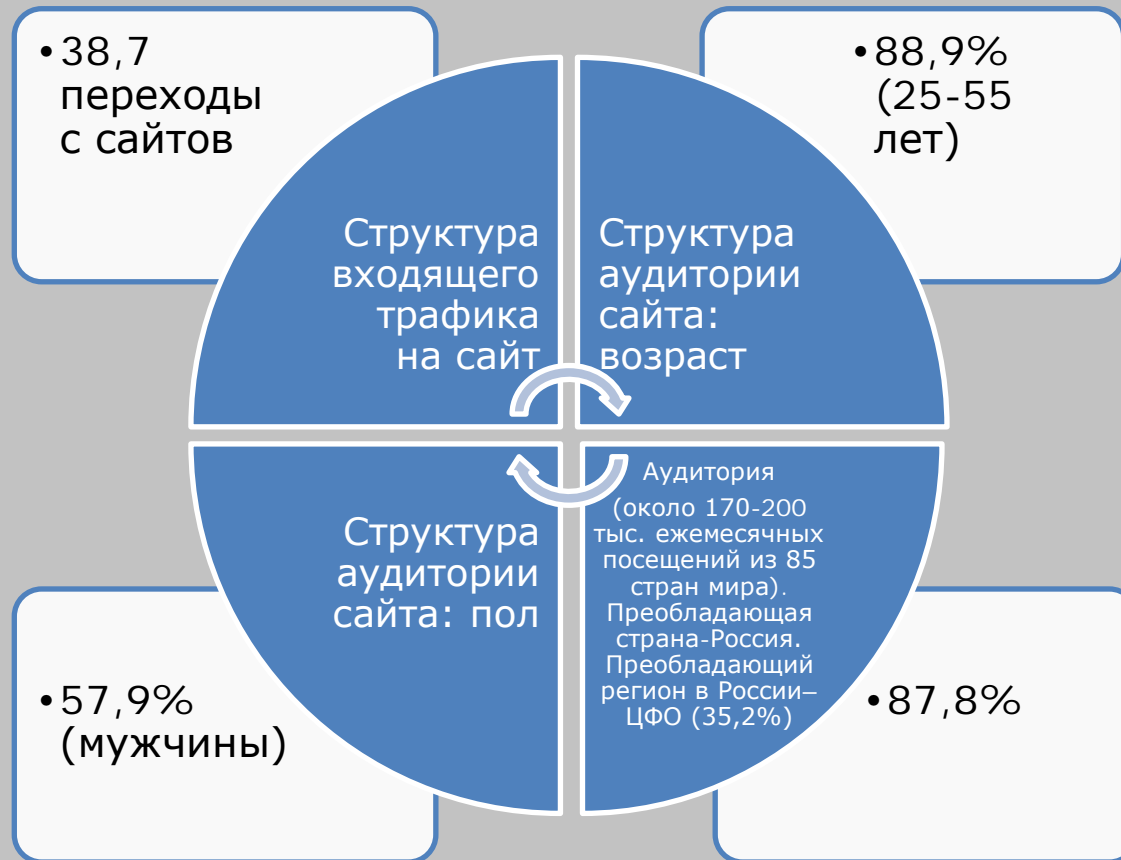 •38,7
переходы
с сайтов
•88,9%
(25-55
лет)
Структура
входящего
трафика
на сайт
Структура
аудитории
сайта:
возраст
Структура
аудитории
сайта: пол
Аудитория
(около 170-200
тыс. ежемесячных
посещений из 85
стран мира).
Преобладающая
страна-Россия.
Преобладающий
регион в России–
ЦФО (35,2%)
•57,9%
(мужчины)
•87,8%